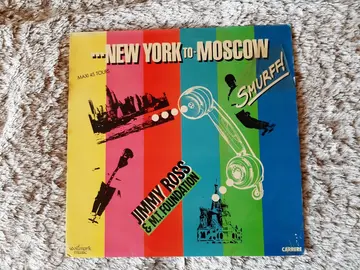 ...NEW YORK TO-MOSCOW
MAXI 45 TOURS
SMURFF!
JIMMY ROSS
& M.T. FOUNDATION
CARRERE